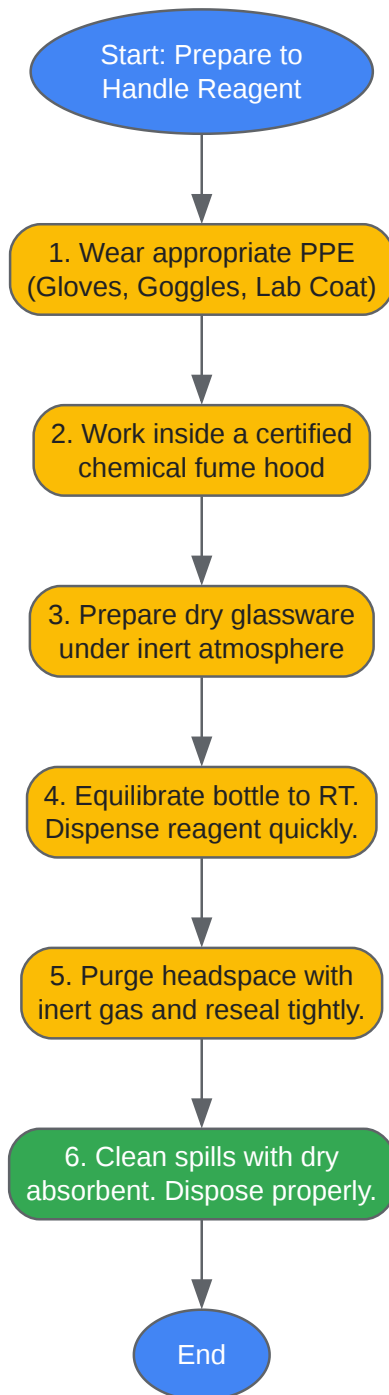 Start: Prepare to
Handle Reagent
1. Wear appropriate PPE
(Gloves, Goggles, Lab Coat)
2. Work inside a certified
chemical fume hood
3. Prepare dry glassware
under inert atmosphere
4. Equilibrate bottle to RT.
Dispense reagent quickly.
5. Purge headspace with
inert gas and reseal tightly.
6. Clean spills with dry
absorbent. Dispose properly.
End